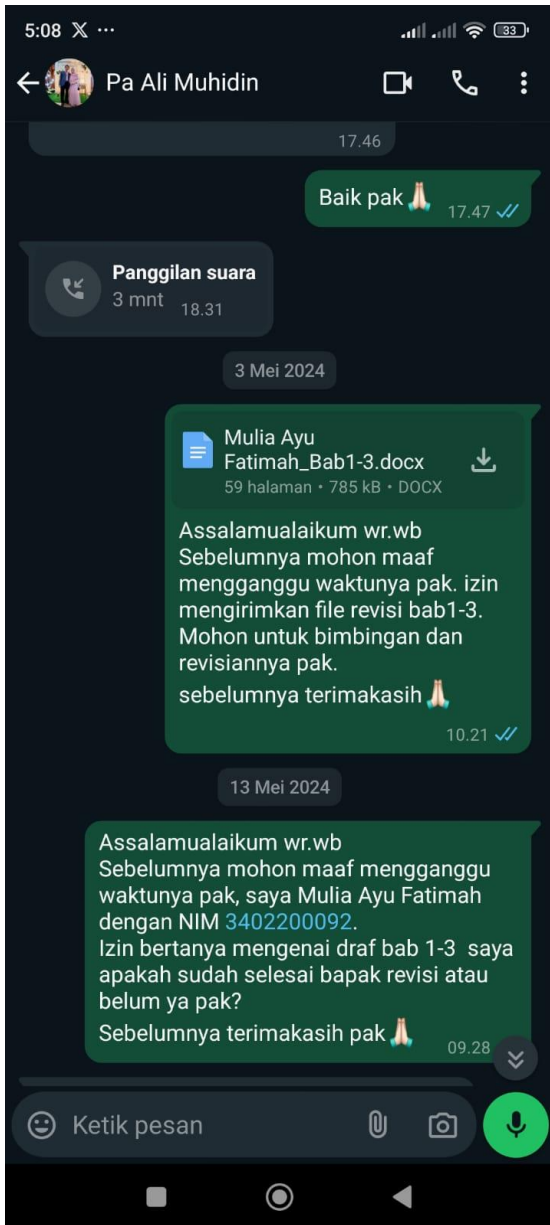 5:08 X ...
33
Pa Ali Muhidin
17.46
Baik pak🙏🏻 17.47
Panggilan suara
3 mnt 18.31
3 Mei 2024
Mulia Ayu
Fatimah_Bab1-3.docx
59 halaman • 785 kB • DOCX
Assalamualaikum wr.wb
Sebelumnya mohon maaf
mengganggu waktunya pak. izin
mengirimkan file revisi bab1-3.
Mohon untuk bimbingan dan
revisiannya pak.
sebelumnya terimakasih🙏🏻
10.21
13 Mei 2024
Assalamualaikum wr.wb
Sebelumnya mohon maaf mengganggu
waktunya pak, saya Mulia Ayu Fatimah
dengan NIM 3402200092.
Izin bertanya mengenai draf bab 1-3 saya
apakah sudah selesai bapak revisi atau
belum ya pak?
Sebelumnya terimakasih pak🙏🏻
09.28
Ketik pesan